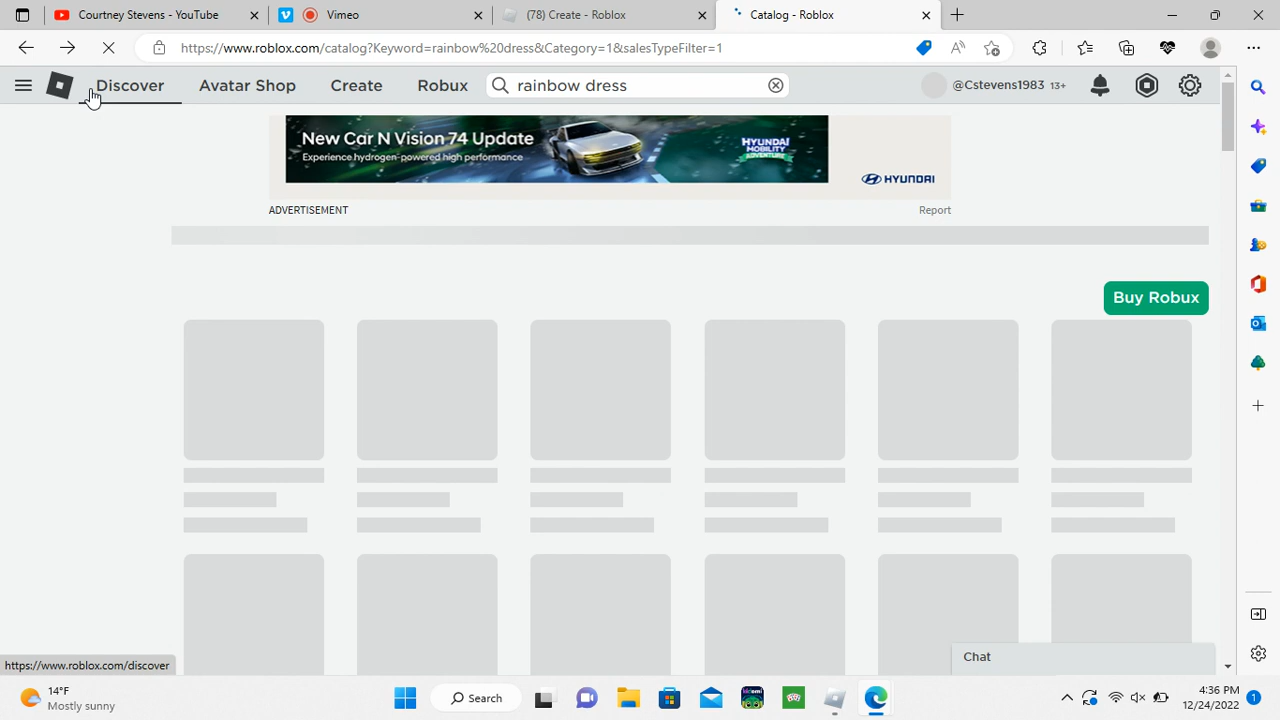 Courtney Stevens - YouTube
Vimeo
(78) Create - Roblox
Catalog - Roblox
https://www.roblox.com/catalog?Keyword=rainbow%20dress&Category=1&salesTypeFilter=1
Discover
Avatar Shop
Create
Robux
rainbow dress
@Cstevens1983 13+
New Car N Vision 74 Update
Experience hydrogen-powered high performance
HYUNDAI
MOBILITY
ADVENTURE
HYUNDAI
ADVERTISEMENT
Report
Buy Robux
Chat
https://www.roblox.com/discover
14°F
Mostly sunny
Search
4:36 PM
12/24/2022
1